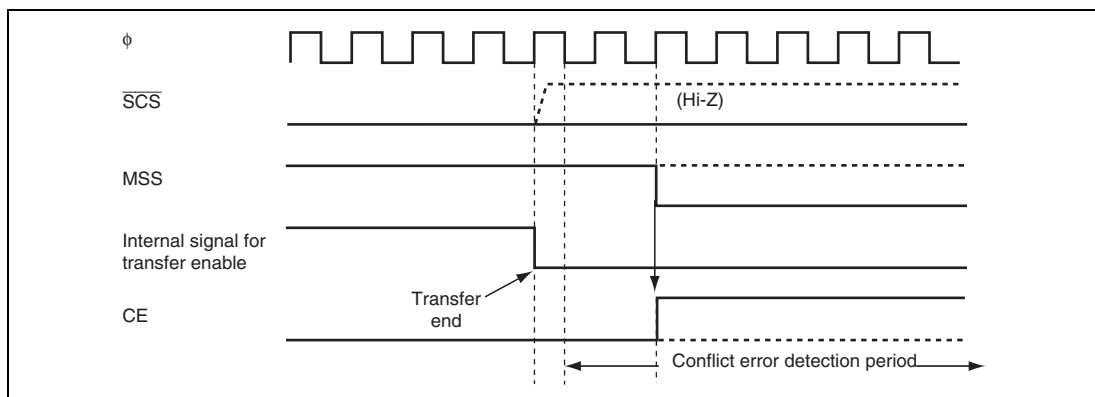 ϕ
SCS
(Hi-Z)
MSS
Internal signal for
transfer enable
Transfer
end
CE
Conflict error detection period